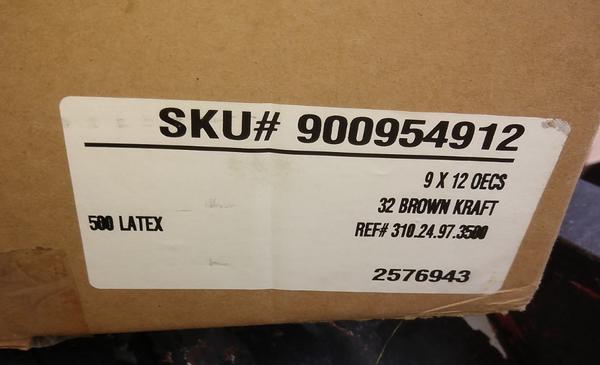 SKU# 900954912
9 X 12 OECS
32 BROWN KRAFT
500 LATEX
REF# 310.24.97.3500
2576943